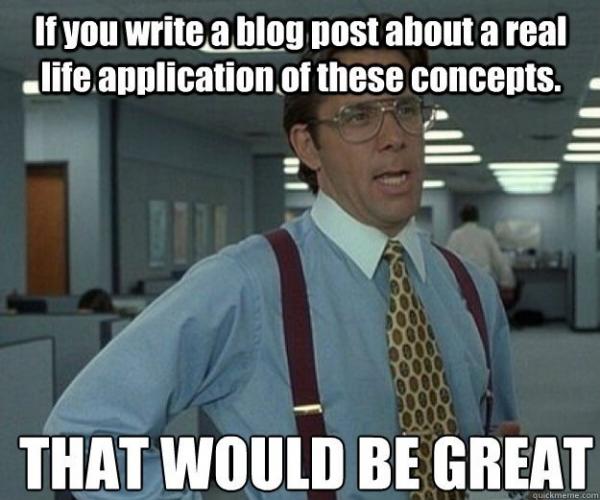 If you write a blog post about a real
life application of these concepts.
THAT WOULD BE GREAT
quickmeme.com